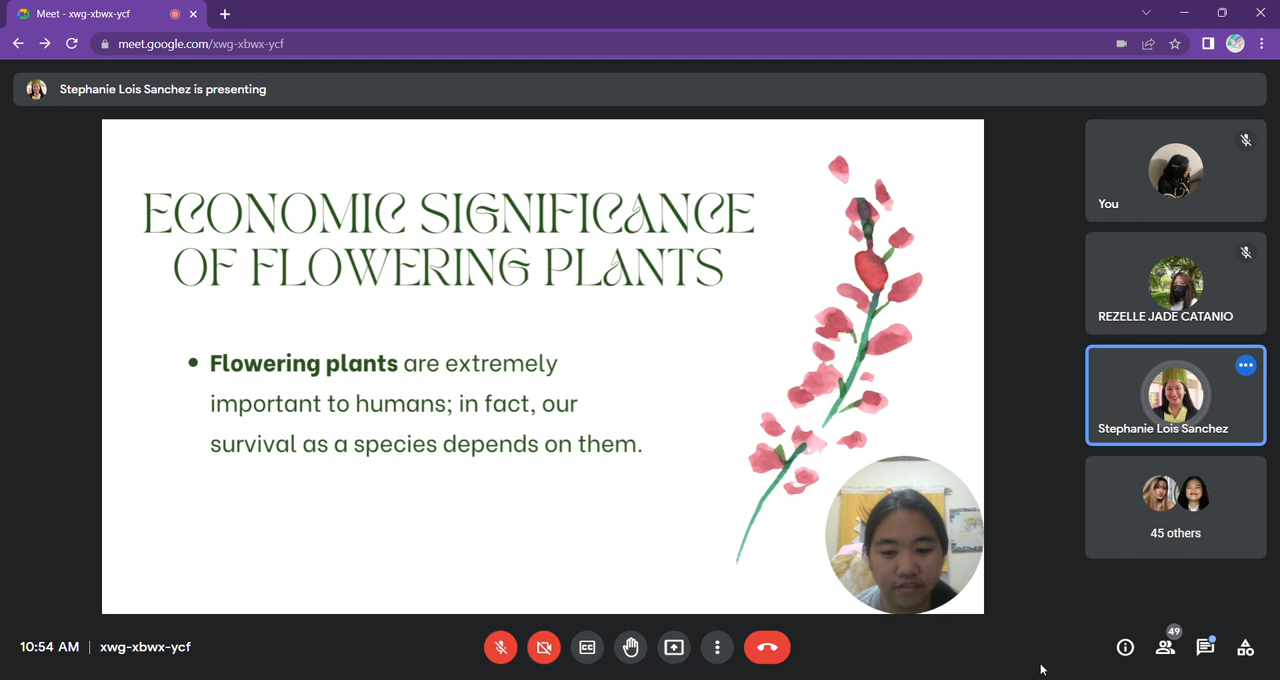 Meet - xwg-xbwx-ycf
meet.google.com/xwg-xbwx-ycf
Stephanie Lois Sanchez is presenting
ECONOMIC SIGNIFICANCE
OF FLOWERING PLANTS
• Flowering plants are extremely
important to humans; in fact, our
survival as a species depends on them.
You
REZELLE JADE CATANIO
Stephanie Lois Sanchez
45 others
10:54 AM | xwg-xbwx-ycf
49